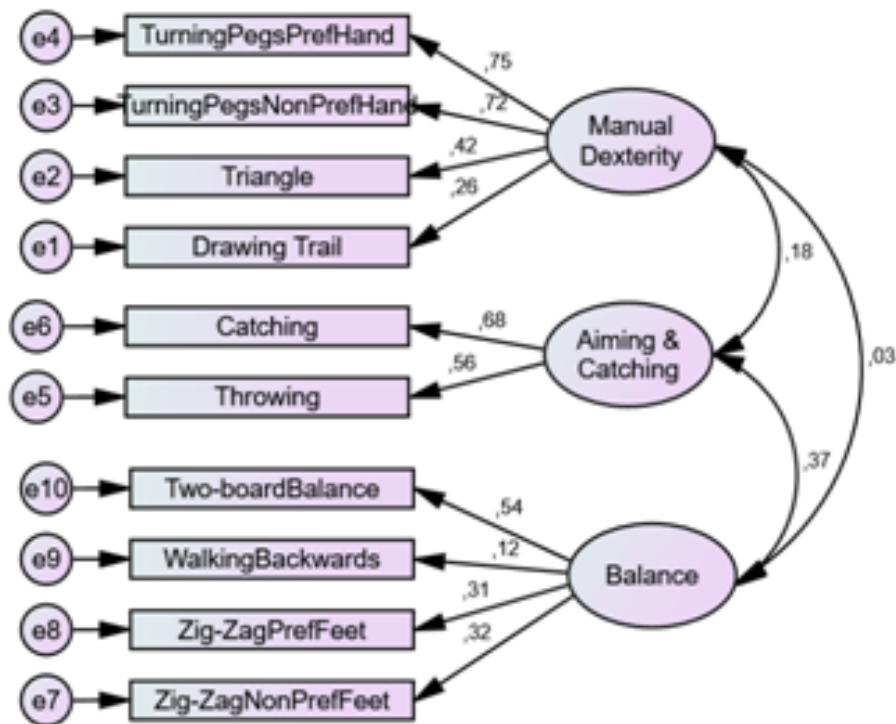 e4
TurningPegsPrefHand
,75
e3
TurningPegsNonPrefHand
,72
Manual
Dexterity
e2
Triangle
,42
e1
Drawing Trail
,26
,18
e6
Catching
,68
Aiming &
Catching
,03
e5
Throwing
,56
,37
e10
Two-boardBalance
,54
e9
WalkingBackwards
,12
Balance
e8
Zig-ZagPrefFeet
,31
e7
Zig-ZagNonPrefFeet
,32